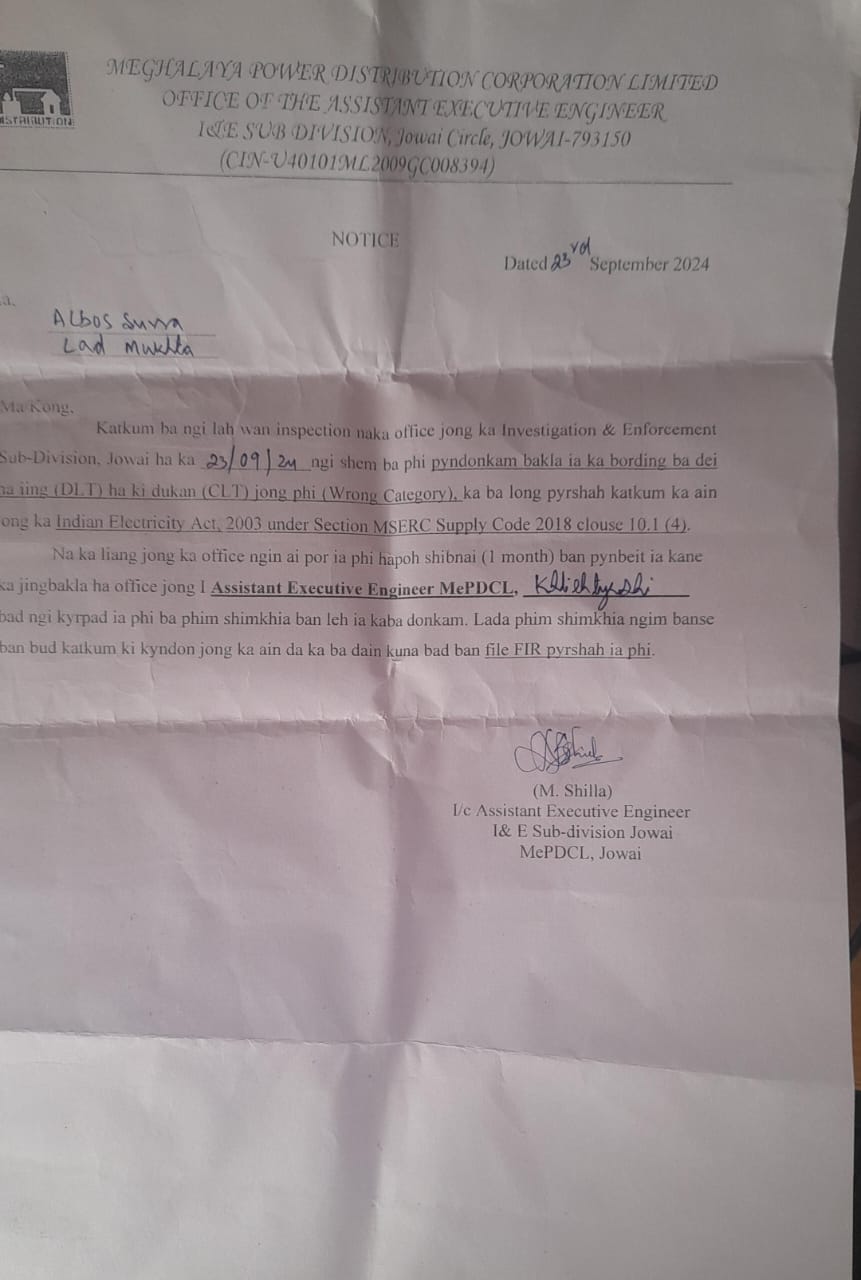 DISTRIBUTION
MEGHALAYA POWER DISTRIBUTION CORPORATION LIMITED
OFFICE OF THE ASSISTANT EXECUTIVE ENGINEER
I&E SUB DIVISION, Jowai Circle, JOWAI-793150
(CIN-U40101ML2009GC008394)
NOTICE
Dated 23rd September 2024
Albos
Lad Mukhla
Ma Kong,
Katkum ba ngi lah wan inspection naka office jong ka Investigation & Enforcement
Sub-Division, Jowai ha ka 23/09/24 ngi shem ba phi pyndonkam bakla ia ka bording ba dei
na iing (DLT) ha ki dukan (CLT) jong phi (Wrong Category), ka ba long pyrshah katkum ka ain
ong ka Indian Electricity Act, 2003 under Section MSERC Supply Code 2018 clouse 10.1 (4).
Na ka liang jong ka office ngin ai por ia phi hapoh shibnai (1 month) ban pynbeit ia kane
ka jingbakla ha office jong I Assistant Executive Engineer MePDCL,
bad ngi kyrpad ia phi ba phim shimkhia ban leh ia kaba donkam. Lada phim shimkhia ngim banse
ban bud katkum ki kyndon jong ka ain da ka ba dain kuna bad ban file FIR pyrshah ia phi.
(M. Shilla)
I/c Assistant Executive Engineer
I& E Sub-division Jowai
MePDCL, Jowai